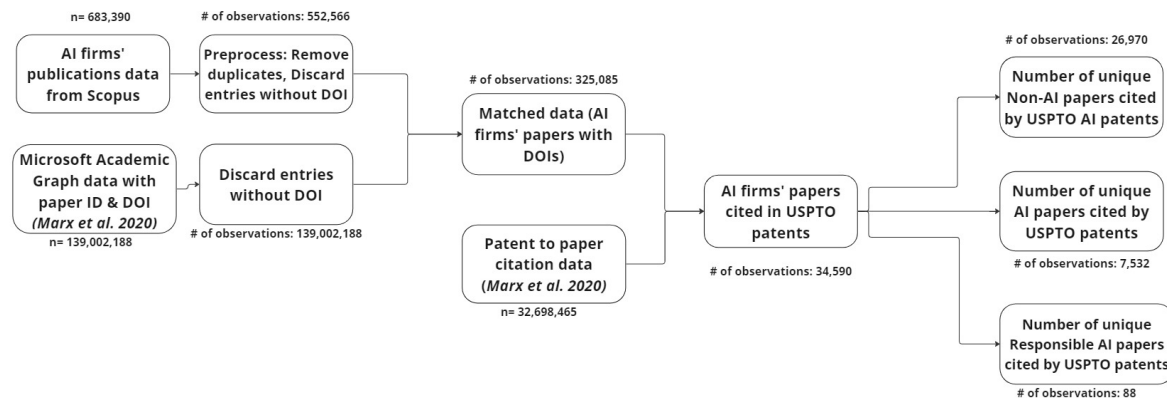 n= 683,390
AI firms'
publications data
from Scopus
# of observations: 552,566
Preprocess: Remove
duplicates, Discard
entries without DOI
Microsoft Academic
Graph data with
paper ID & DOI
(Marx et al. 2020)
n= 139,002,188
Discard entries
without DOI
# of observations: 139,002,188
# of observations: 325,085
Matched data (AI
firms' papers with
DOIs)
Patent to paper
citation data
(Marx et al. 2020)
n= 32,698,465
AI firms' papers
cited in USPTO
patents
# of observations: 34,590
# of observations: 26,970
Number of unique
Non-AI papers cited
by USPTO AI patents
Number of unique
AI papers cited by
USPTO patents
# of observations: 7,532
Number of unique
Responsible AI papers
cited by USPTO patents
# of observations: 88